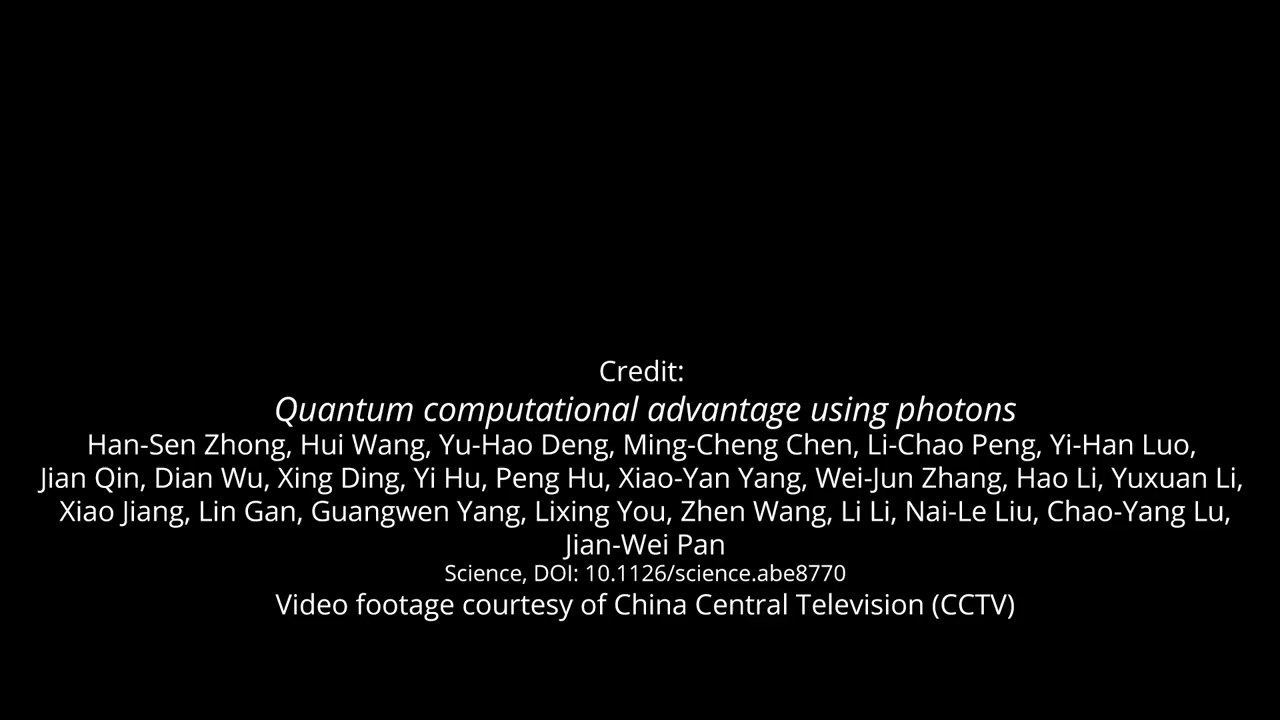 Credit:
Quantum computational advantage using photons
Han-Sen Zhong, Hui Wang, Yu-Hao Deng, Ming-Cheng Chen, Li-Chao Peng, Yi-Han Luo,
Jian Qin, Dian Wu, Xing Ding, Yi Hu, Peng Hu, Xiao-Yan Yang, Wei-Jun Zhang, Hao Li, Yuxuan Li,
Xiao Jiang, Lin Gan, Guangwen Yang, Lixing You, Zhen Wang, Li Li, Nai-Le Liu, Chao-Yang Lu,
Jian-Wei Pan
Science, DOI: 10.1126/science.abe8770
Video footage courtesy of China Central Television (CCTV)